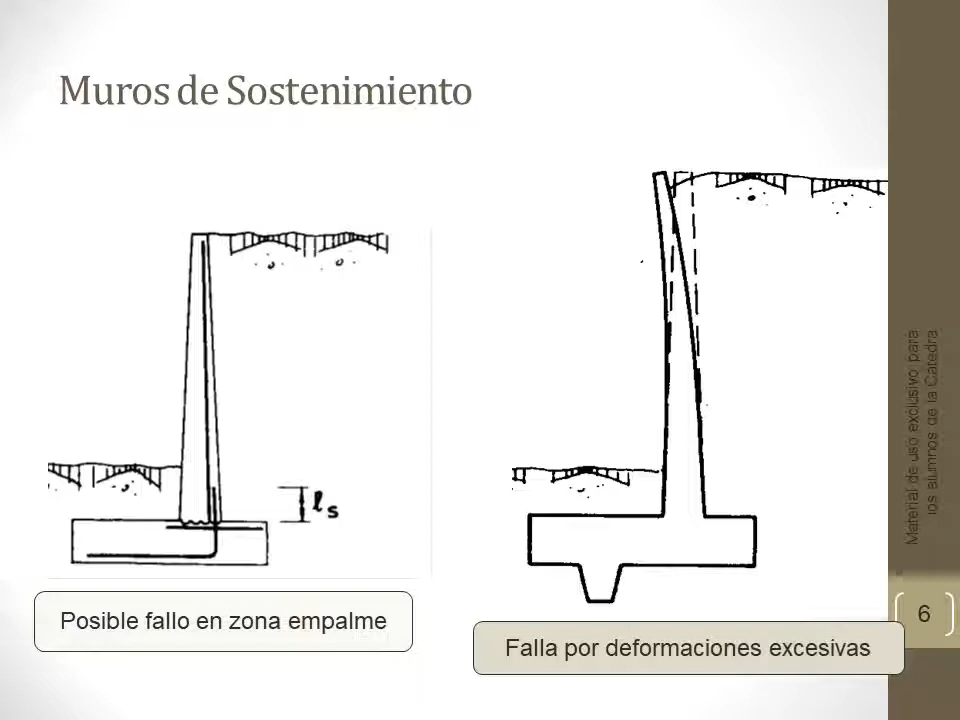 Muros de Sostenimiento
ls
Posible fallo en zona empalme
Falla por deformaciones excesivas
Material de uso exclusivo para
los alumnos de la Catedra
6